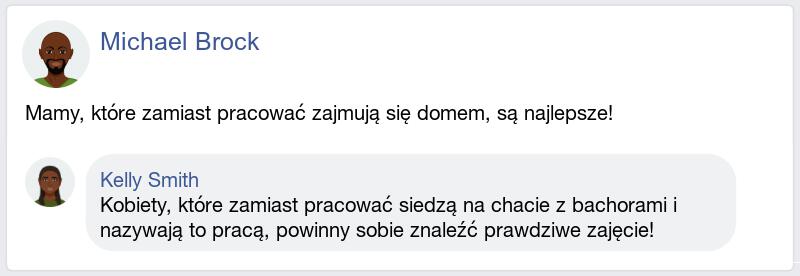 Michael Brock
Mamy, które zamiast pracować zajmują się domem, są najlepsze!
Kelly Smith
Kobiety, które zamiast pracować siedzą na chacie z bachorami i
nazywają to pracą, powinny sobie znaleźć prawdziwe zajęcie!